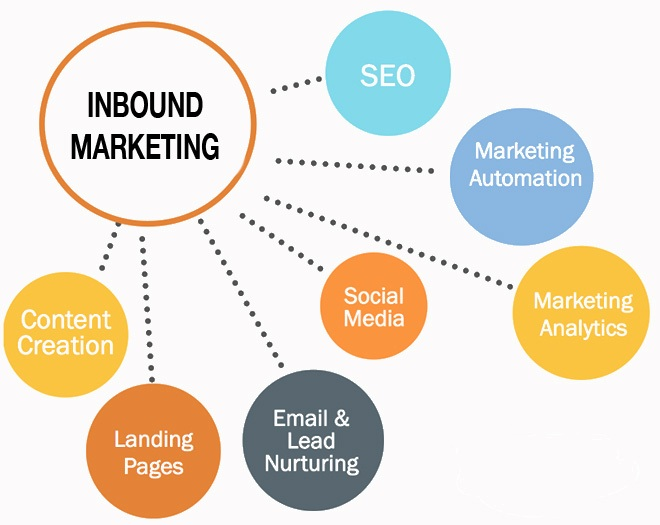 INBOUND
MARKETING
SEO
Marketing
Automation
Social
Media
Marketing
Analytics
Content
Creation
Landing
Pages
Email &
Lead
Nurturing